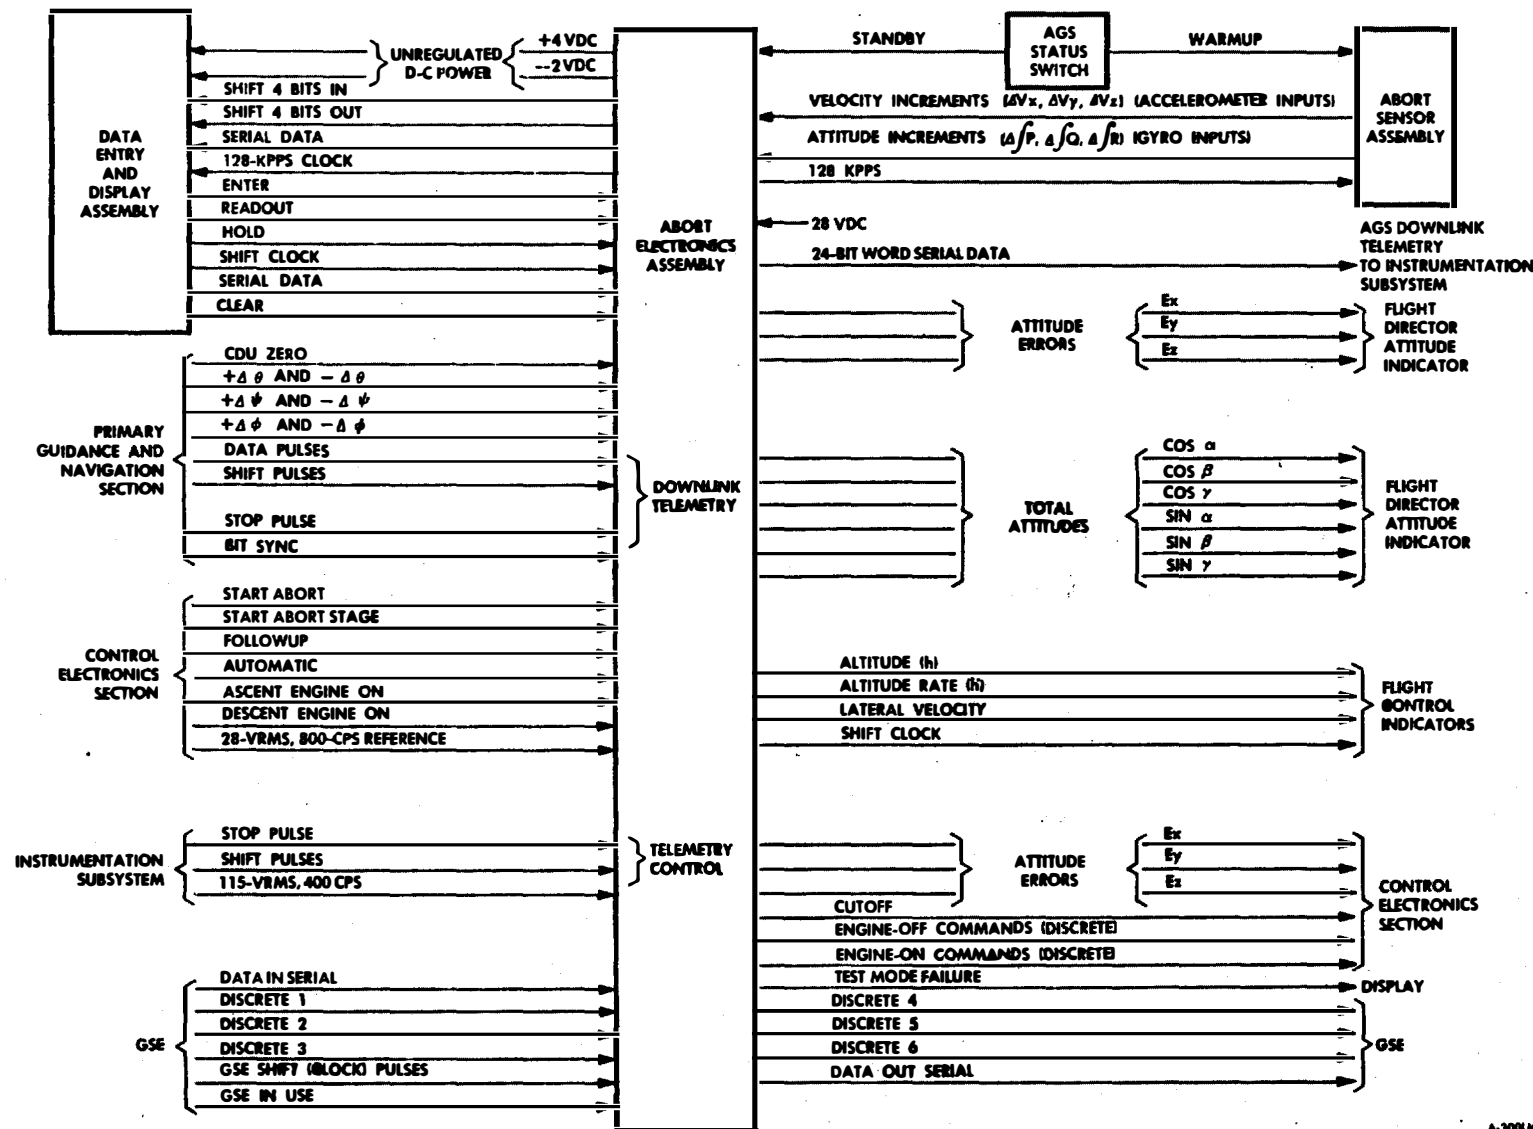 DATA
ENTRY
AND
DISPLAY
ASSEMBLY
UNREGULATED
D-C POWER
+4 VDC
--2 VDC
SHIFT 4 BITS IN
SHIFT 4 BITS OUT
SERIAL DATA
128-KPPS CLOCK
ENTER
READOUT
HOLD
SHIFT CLOCK
SERIAL DATA
CLEAR
PRIMARY
GUIDANCE AND
NAVIGATION
SECTION
CDU ZERO
+Δ θ AND − Δ θ
+Δ ψ AND − Δ ψ
+Δ ϕ AND −Δ ϕ
DATA PULSES
SHIFT PULSES
STOP PULSE
BIT SYNC
DOWNLINK
TELEMETRY
CONTROL
ELECTRONICS
SECTION
START ABORT
START ABORT STAGE
FOLLOWUP
AUTOMATIC
ASCENT ENGINE ON
DESCENT ENGINE ON
28-VRMS, 800-CPS REFERENCE
INSTRUMENTATION
SUBSYSTEM
STOP PULSE
SHIFT PULSES
115-VRMS, 400 CPS
TELEMETRY
CONTROL
GSE
DATA IN SERIAL
DISCRETE 1
DISCRETE 2
DISCRETE 3
GSE SHIFT (CLOCK) PULSES
GSE IN USE
ABORT
ELECTRONICS
ASSEMBLY
STANDBY
AGS
STATUS
SWITCH
WARMUP
ABORT
SENSOR
ASSEMBLY
VELOCITY INCREMENTS (ΔVx, ΔVy, ΔVz) (ACCELEROMETER INPUTS)
ATTITUDE INCREMENTS (Δ∫P, Δ∫Q, Δ∫R) (GYRO INPUTS)
128 KPPS
28 VDC
24-BIT WORD SERIAL DATA
AGS DOWNLINK
TELEMETRY
TO INSTRUMENTATION
SUBSYSTEM
ATTITUDE
ERRORS
Ex
Ey
Ez
FLIGHT
DIRECTOR
ATTITUDE
INDICATOR
TOTAL
ATTITUDES
COS α
COS β
COS γ
SIN α
SIN β
SIN γ
FLIGHT
DIRECTOR
ATTITUDE
INDICATOR
ALTITUDE (h)
ALTITUDE RATE (ḣ)
LATERAL VELOCITY
SHIFT CLOCK
FLIGHT
CONTROL
INDICATORS
ATTITUDE
ERRORS
Ex
Ey
Ez
CUTOFF
ENGINE-OFF COMMANDS (DISCRETE)
ENGINE-ON COMMANDS (DISCRETE)
CONTROL
ELECTRONICS
SECTION
TEST MODE FAILURE
DISPLAY
DISCRETE 4
DISCRETE 5
DISCRETE 6
DATA OUT SERIAL
GSE